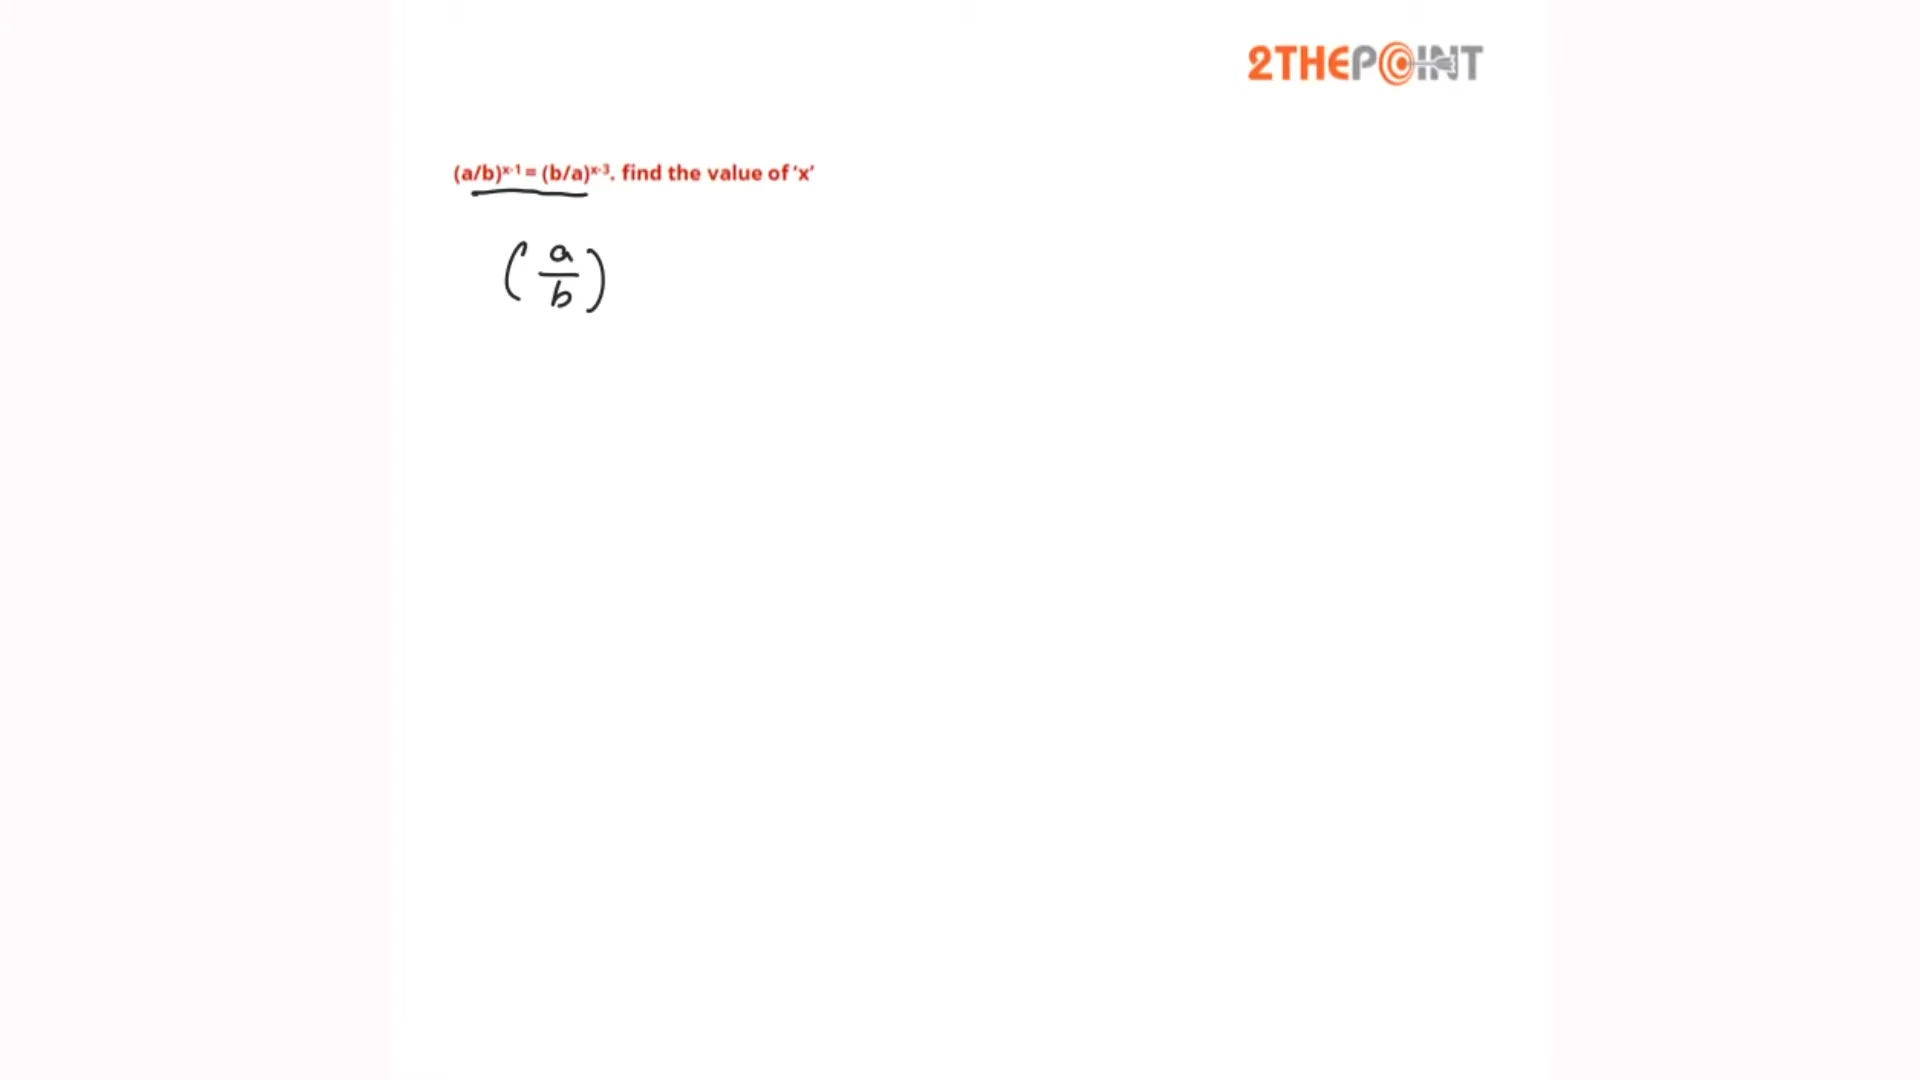 2THEPOINT
(a/b)ˣ⁻¹ = (b/a)ˣ⁻³. find the value of ‘x’
(a/b)